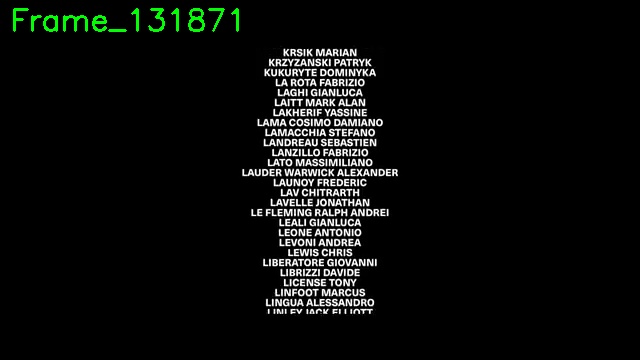 Frame_131871
KRSIK MARIAN
KRZYZANSKI PATRYK
KUKURYTE DOMINYKA
LA ROTA FABRIZIO
LAGHI GIANLUCA
LAITT MARK ALAN
LAKHERIF YASSINE
LAMA COSIMO DAMIANO
LAMACCHIA STEFANO
LANDREAU SEBASTIEN
LANZILLO FABRIZIO
LATO MASSIMILIANO
LAUDER WARWICK ALEXANDER
LAUNOY FREDERIC
LAV CHITRARTH
LAVELLE JONATHAN
LE FLEMING RALPH ANDREI
LEALI GIANLUCA
LEONE ANTONIO
LEVONI ANDREA
LEWIS CHRIS
LIBERATORE GIOVANNI
LIBRIZZI DAVIDE
LICENSE TONY
LINFOOT MARCUS
LINGUA ALESSANDRO
LINLEY JACK ELLIOTT